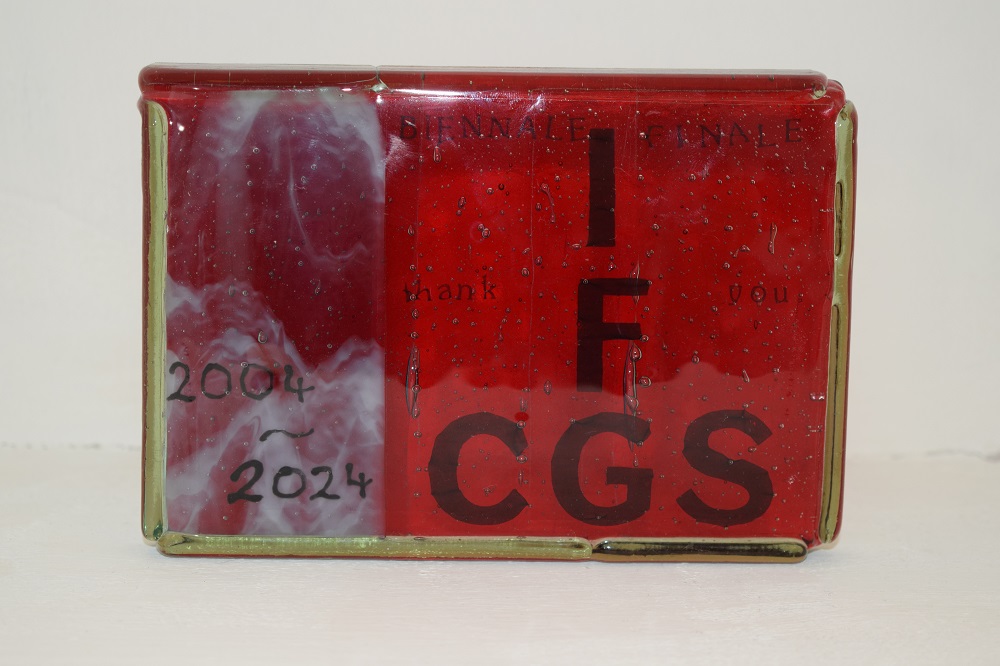 BIENNALE FINALE
I
thank you
F
CGS
2004
~
2024